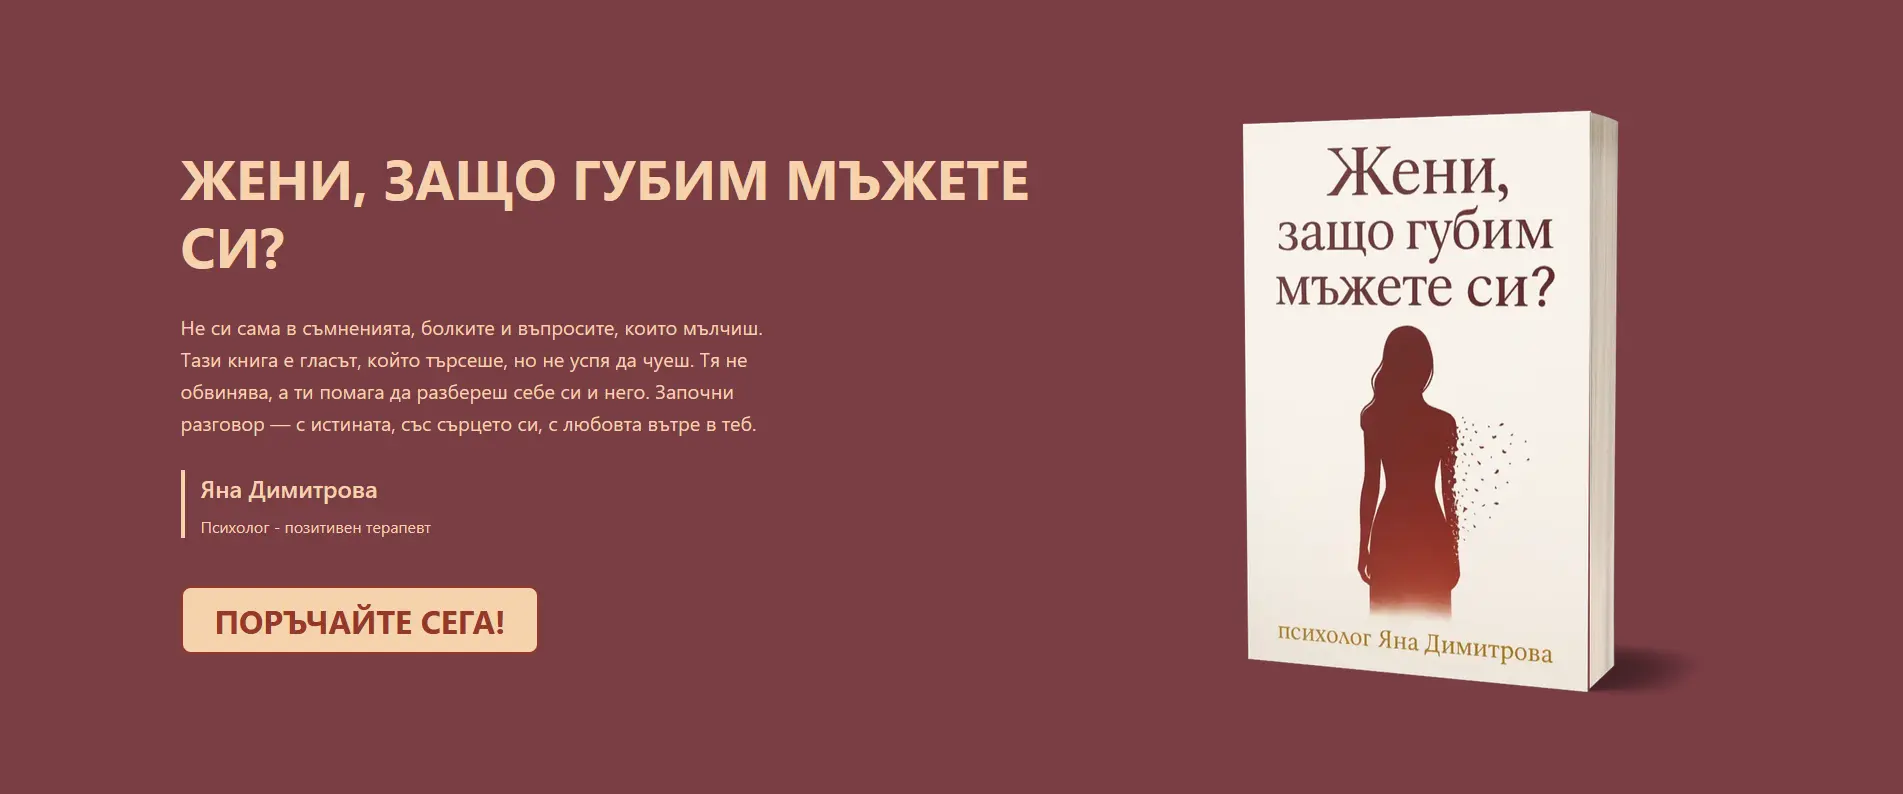 ЖЕНИ, ЗАЩО ГУБИМ МЪЖЕТЕ
СИ?
Не си сама в съмненията, болките и въпросите, които мълчиш.
Тази книга е гласът, който търсеше, но не успя да чуеш. Тя не
обвинява, а ти помага да разбереш себе си и него. Започни
разговор — с истината, със сърцето си, с любовта вътре в теб.
Яна Димитрова
Психолог - позитивен терапевт
ПОРЪЧАЙТЕ СЕГА!
Жени,
защо губим
мъжете си?
психолог Яна Димитрова